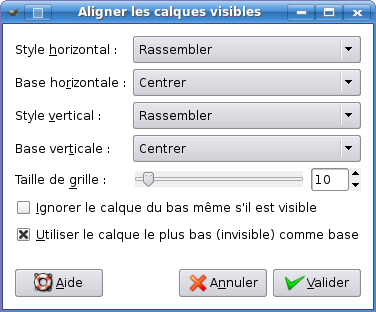 Aligner les calques visibles
Style horizontal : Rassembler
Base horizontale : Centrer
Style vertical : Rassembler
Base verticale : Centrer
Taille de grille : 10
Ignorer le calque du bas même s'il est visible
Utiliser le calque le plus bas (invisible) comme base
Aide Annuler Valider